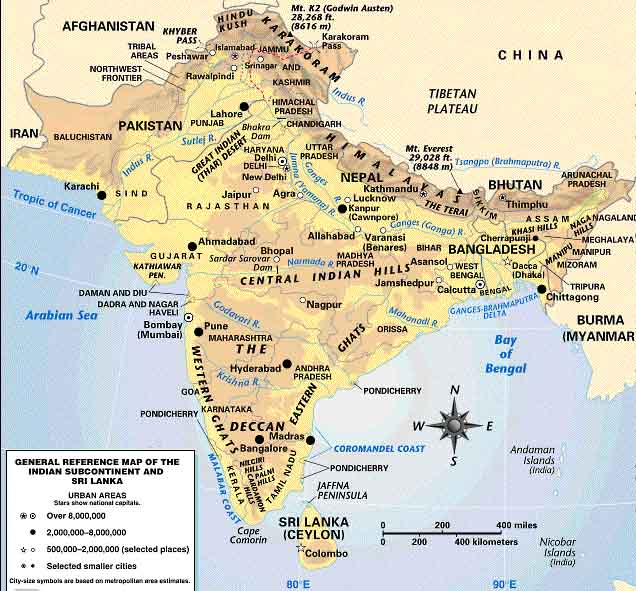 AFGHANISTAN
HINDU
KUSH
Mt. K2 (Godwin Austen)
28,268 ft.
(8616 m)
KHYBER
PASS
TRIBAL
AREAS
Peshawar
Islamabad
Rawalpindi
JAMMU
AND
KASHMIR
Srinagar
KARAKORAM
Karakoram
Pass
CHINA
NORTHWEST
FRONTIER
Indus R.
TIBETAN
PLATEAU
Lahore
HIMACHAL
PRADESH
PUNJAB
CHANDIGARH
IRAN
BALUCHISTAN
PAKISTAN
Sutlej R.
Bhakra
Dam
GREAT INDIAN
(THAR) DESERT
HARYANA
Delhi
DELHI
New Delhi
UTTAR
PRADESH
HIMALAYAS
Mt. Everest
29,028 ft.
(8848 m)
Tsangpo (Brahmaputra) R.
ARUNACHAL
PRADESH
Indus R.
Jumna (Yamuna) R.
Ganges
NEPAL
Kathmandu
THE TERAI
SIKKIM
BHUTAN
Thimphu
Karachi
SIND
Tropic of Cancer
Jaipur
RAJASTHAN
Agra
Lucknow
Kanpur
(Cawnpore)
Ganges (Ganga) R.
ASSAM
NAGA
HILLS
NAGALAND
KHASI HILLS
MEGHALAYA
Cherrapunji
MANIPUR
HILLS
MANIPUR
MIZORAM
TRIPURA
Allahabad
Varanasi
(Benares)
BIHAR
BANGLADESH
Dacca
(Dhaka)
Chittagong
Ahmadabad
GUJARAT
KATHIAWAR
PEN.
Sardar Sarovar
Dam
Bhopal
Narmada R.
MADHYA
PRADESH
CENTRAL INDIAN HILLS
Asansol
Jamshedpur
WEST
BENGAL
Calcutta
BENGAL
20°N
DAMAN AND DIU
DADRA AND NAGAR
HAVELI
Nagpur
Mahanadi R.
GANGES-BRAHMAPUTRA
DELTA
BURMA
(MYANMAR)
Arabian Sea
Bombay
(Mumbai)
Pune
MAHARASHTRA
Godavari R.
THE
DECCAN
EASTERN
GHATS
ORISSA
Bay
of
Bengal
Hyderabad
ANDHRA
PRADESH
Krishna R.
WESTERN GHATS
GOA
PONDICHERRY
KARNATAKA
PONDICHERRY
N
W
E
S
Bangalore
Madras
COROMANDEL COAST
Andaman
Islands
(India)
MALABAR COAST
KERALA
NILGIRI
HILLS
PALNI
HILLS
CARDAMON
HILLS
TAMIL NADU
PONDICHERRY
JAFFNA
PENINSULA
Cape
Comorin
SRI LANKA
(CEYLON)
Colombo
0 200 400 miles
0 200 400 kilometers
Nicobar
Islands
(India)
80°E
90°E
GENERAL REFERENCE MAP OF THE
INDIAN SUBCONTINENT AND
SRI LANKA
URBAN AREAS
Stars show national capitals.
Over 8,000,000
2,000,000–8,000,000
500,000–2,000,000 (selected places)
Selected smaller cities
City-size symbols are based on metropolitan area estimates.